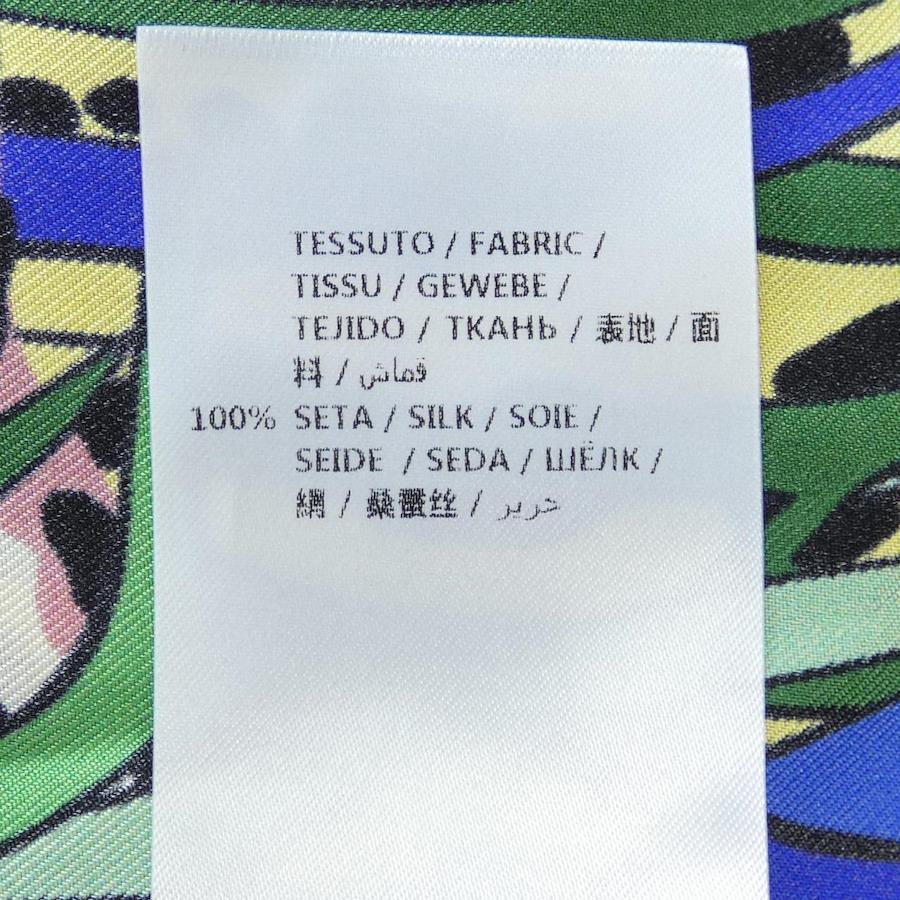 TESSUTO / FABRIC /
TISSU / GEWEBE /
TEJIDO / ТКАНЬ / 表地 / 面
料 / قماش
100% SETA / SILK / SOIE /
SEIDE / SEDA / ШЁЛК /
絹 / 桑蠶丝 / حرير